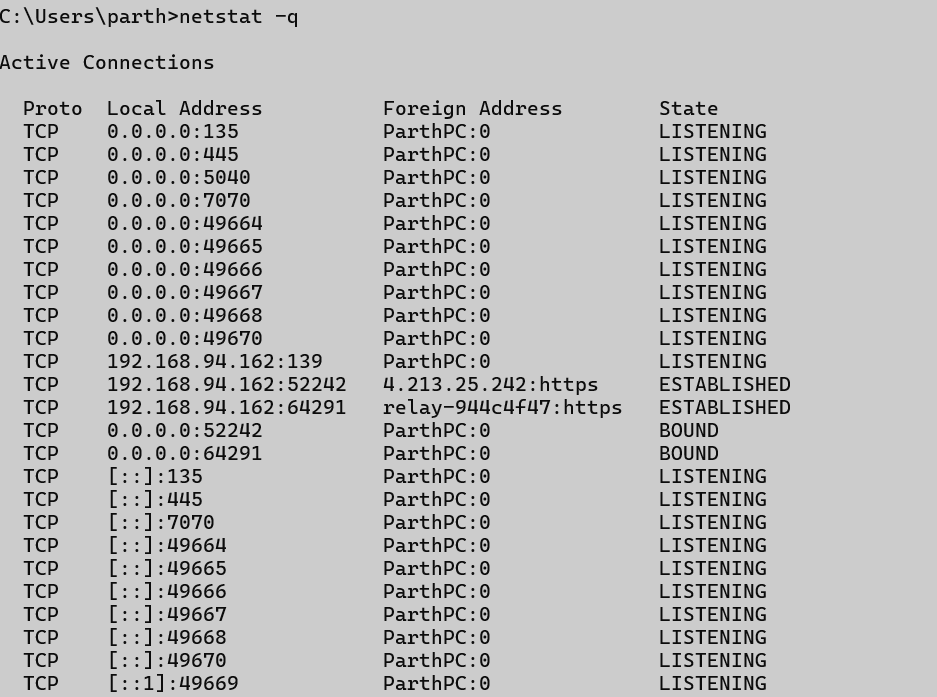 C:\Users\parth>netstat -q
Active Connections
Proto  Local Address          Foreign Address        State
TCP    0.0.0.0:135            ParthPC:0              LISTENING
TCP    0.0.0.0:445            ParthPC:0              LISTENING
TCP    0.0.0.0:5040           ParthPC:0              LISTENING
TCP    0.0.0.0:7070           ParthPC:0              LISTENING
TCP    0.0.0.0:49664          ParthPC:0              LISTENING
TCP    0.0.0.0:49665          ParthPC:0              LISTENING
TCP    0.0.0.0:49666          ParthPC:0              LISTENING
TCP    0.0.0.0:49667          ParthPC:0              LISTENING
TCP    0.0.0.0:49668          ParthPC:0              LISTENING
TCP    0.0.0.0:49670          ParthPC:0              LISTENING
TCP    192.168.94.162:139     ParthPC:0              LISTENING
TCP    192.168.94.162:52242   4.213.25.242:https     ESTABLISHED
TCP    192.168.94.162:64291   relay-944c4f47:https   ESTABLISHED
TCP    0.0.0.0:52242          ParthPC:0              BOUND
TCP    0.0.0.0:64291          ParthPC:0              BOUND
TCP    [::]:135               ParthPC:0              LISTENING
TCP    [::]:445               ParthPC:0              LISTENING
TCP    [::]:7070              ParthPC:0              LISTENING
TCP    [::]:49664             ParthPC:0              LISTENING
TCP    [::]:49665             ParthPC:0              LISTENING
TCP    [::]:49666             ParthPC:0              LISTENING
TCP    [::]:49667             ParthPC:0              LISTENING
TCP    [::]:49668             ParthPC:0              LISTENING
TCP    [::]:49670             ParthPC:0              LISTENING
TCP    [::1]:49669            ParthPC:0              LISTENING